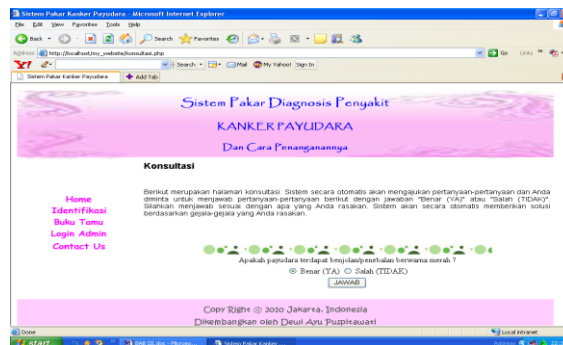 Sistem Pakar Kanker Payudara - Microsoft Internet Explorer
File Edit View Favorites Tools Help
Back Search Favorites
Address http://localhost/my_website/konsultasi.php Go Links
Y! Search Mail My Yahoo! Sign In
Sistem Pakar Kanker Payudara Add Tab
Sistem Pakar Diagnosis Penyakit
KANKER PAYUDARA
Dan Cara Penanganannya
Konsultasi
Berikut merupakan halaman konsultasi. Sistem secara otomatis akan mengajukan pertanyaan-pertanyaan dan Anda
diminta untuk menjawab pertanyaan-pertanyaan berikut dengan jawaban "Benar (YA)" atau "Salah (TIDAK)".
Silahkan menjawab sesuai dengan apa yang Anda rasakan. Sistem akan secara otomatis memberikan solusi
berdasarkan gejala-gejala yang Anda rasakan.
Home
Identifikasi
Buku Tamu
Login Admin
Contact Us
Apakah payudara terdapat benjolan/penebalan berwarna merah ?
Benar (YA) Salah (TIDAK)
JAWAB
Copy Right @ 2010 Jakarta, Indonesia
Dikembangkan oleh Dewi Ayu Puspitawati
Done Local intranet
start BAB III.doc - Microso... Sistem Pakar Kanker ... Address